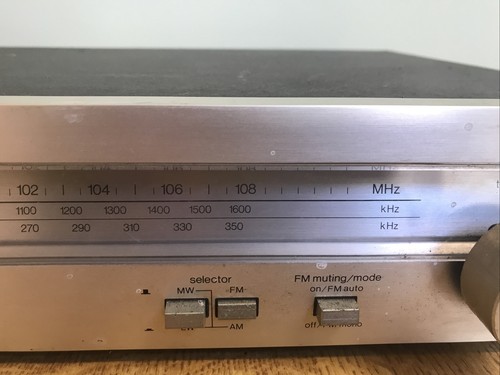 102 104 106 108 MHz
1100 1200 1300 1400 1500 1600 kHz
270 290 310 330 350 kHz
selector
FM muting/mode
MW FM
on/FM auto
LW AM
off/FM mono